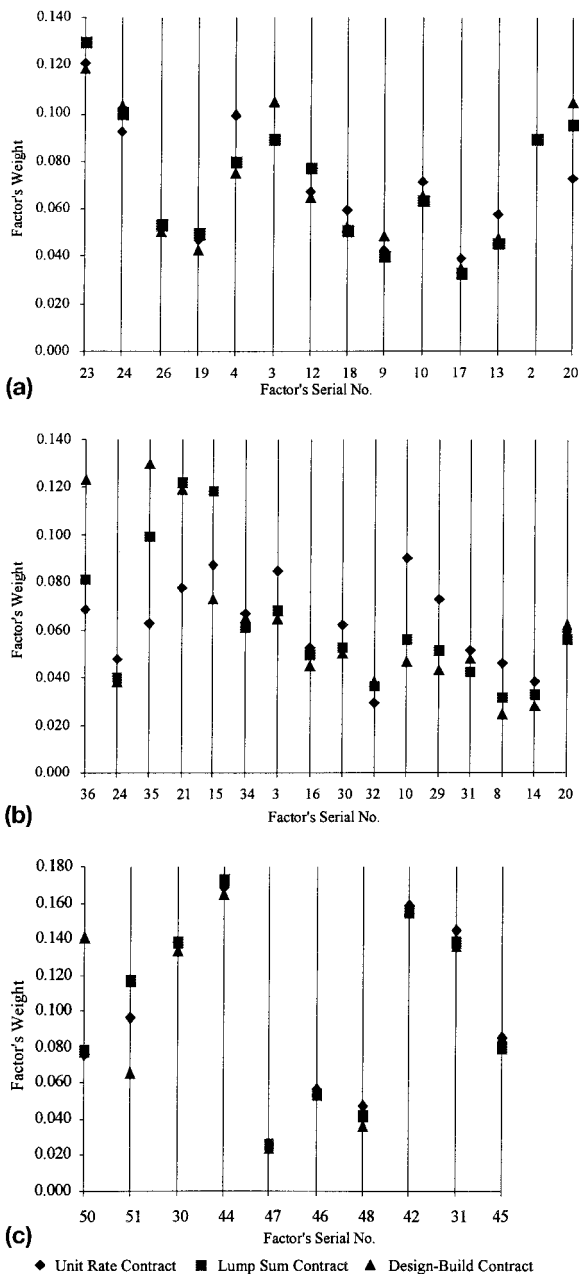 0.140
0.120
0.100
0.080
0.060
0.040
0.020
0.000
Factor's Weight
23 24 26 19 4 3 12 18 9 10 17 13 2 20
Factor's Serial No.
(a)
0.140
0.120
0.100
0.080
0.060
0.040
0.020
0.000
Factor's Weight
36 24 35 21 15 34 3 16 30 32 10 29 31 8 14 20
Factor's Serial No.
(b)
0.180
0.160
0.140
0.120
0.100
0.080
0.060
0.040
0.020
0.000
Factor's Weight
50 51 30 44 47 46 48 42 31 45
Factor's Serial No.
(c)
Unit Rate Contract Lump Sum Contract Design-Build Contract